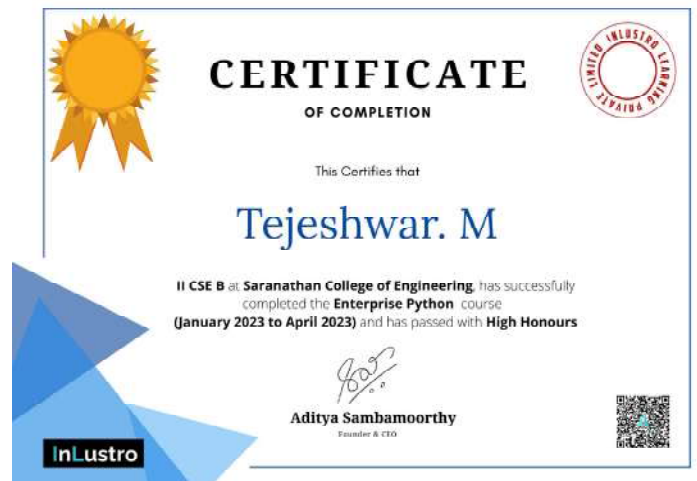 CERTIFICATE
OF COMPLETION
INLUSTRO LEARNING PRIVATE LIMITED
This Certifies that
Tejeshwar. M
II CSE B at Saranathan College of Engineering, has successfully
completed the Enterprise Python course
(January 2023 to April 2023) and has passed with High Honours
Aditya Sambamoorthy
Founder & CEO
InLustro